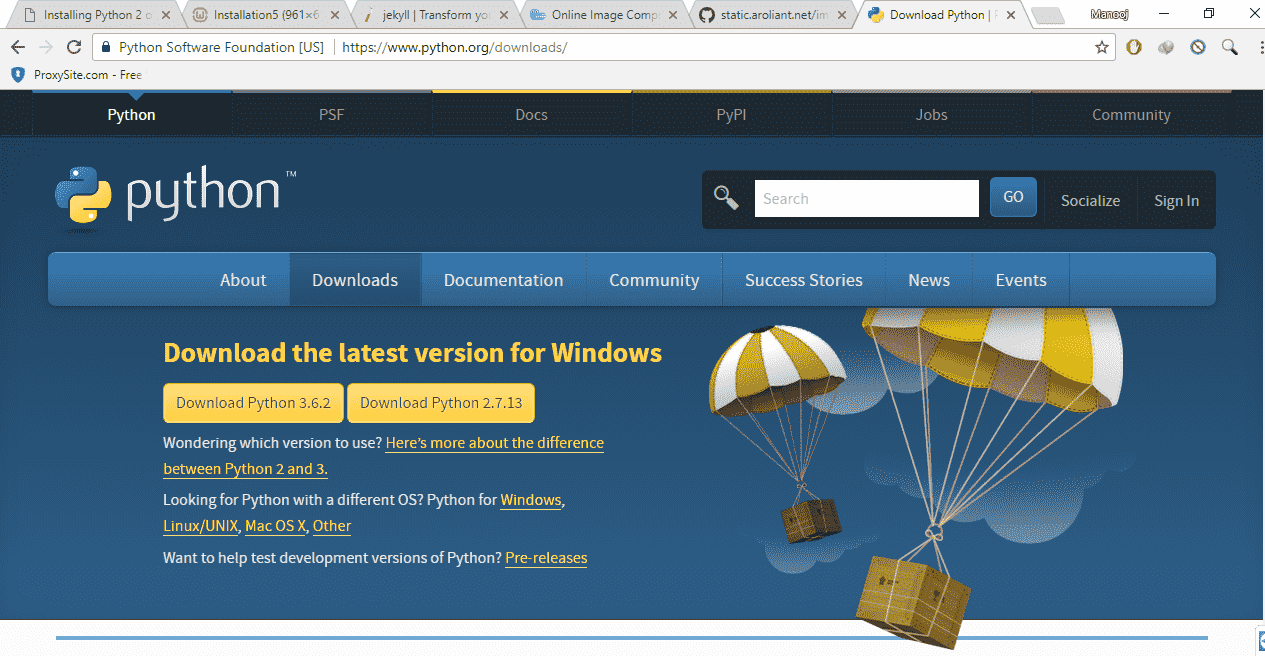 Installing Python 2 o
Installation5 (961×6
jekyll | Transform you
Online Image Comp
static.aroliant.net/im
Download Python | P
Manooj
Python Software Foundation [US]
https://www.python.org/downloads/
ProxySite.com - Free
Python
PSF
Docs
PyPI
Jobs
Community
python™
Search
GO
Socialize
Sign In
About
Downloads
Documentation
Community
Success Stories
News
Events
Download the latest version for Windows
Download Python 3.6.2
Download Python 2.7.13
Wondering which version to use? Here's more about the difference
between Python 2 and 3.
Looking for Python with a different OS? Python for Windows,
Linux/UNIX, Mac OS X, Other
Want to help test development versions of Python? Pre-releases